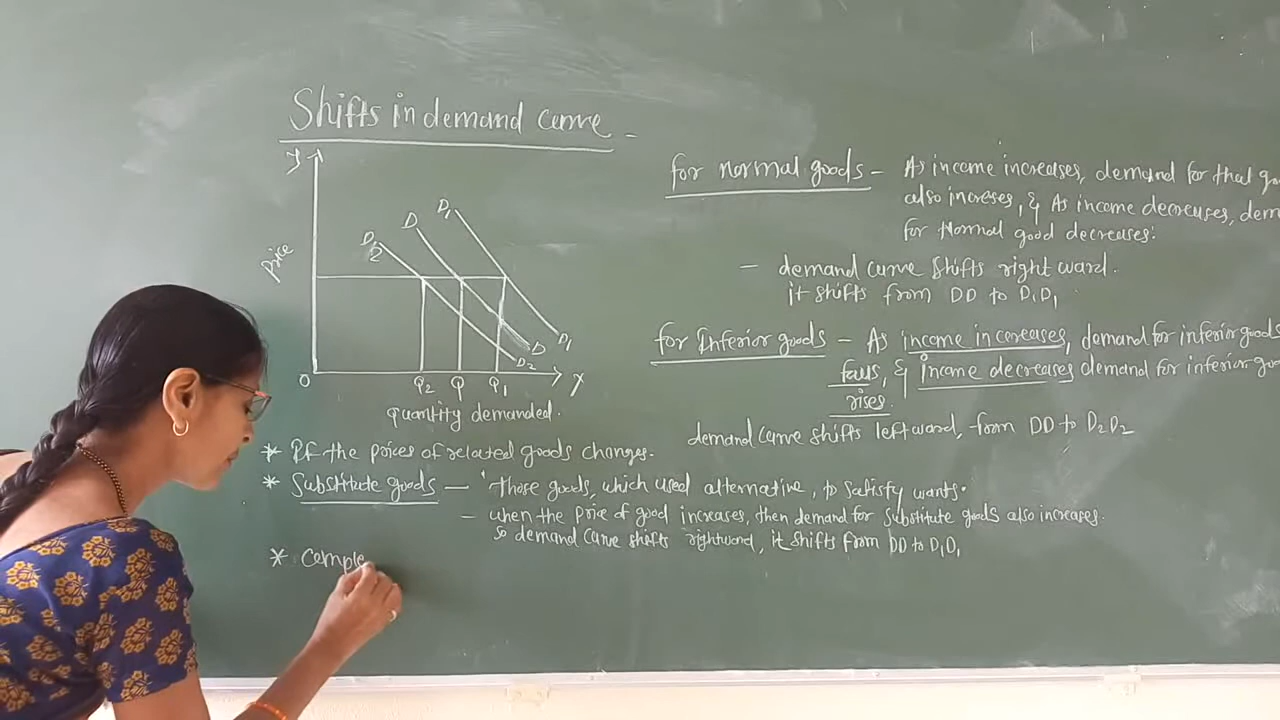 Shifts in demand curve -
y
Price
D2
D
D1
D1
D
D2
O
Q2 Q Q1 X
quantity demanded.
* If the prices of related goods changes.
* Substitute goods — Those goods, which used alternative, to satisfy wants.
— when the price of good increases, then demand for substitute goods also increases.
so demand curve shifts rightward, it shifts from DD to D1D1
* Comple
for normal goods - As income increases, demand for that go
also increses, & As income decreases, dem
for Normal good decreases.
— demand curve shifts right ward.
it shifts from DD to D1D1
for Inferior goods - As income increases, demand for inferior goods
falls, & income decreases demand for inferior goo
rises.
demand curve shifts leftward, from DD to D2D2